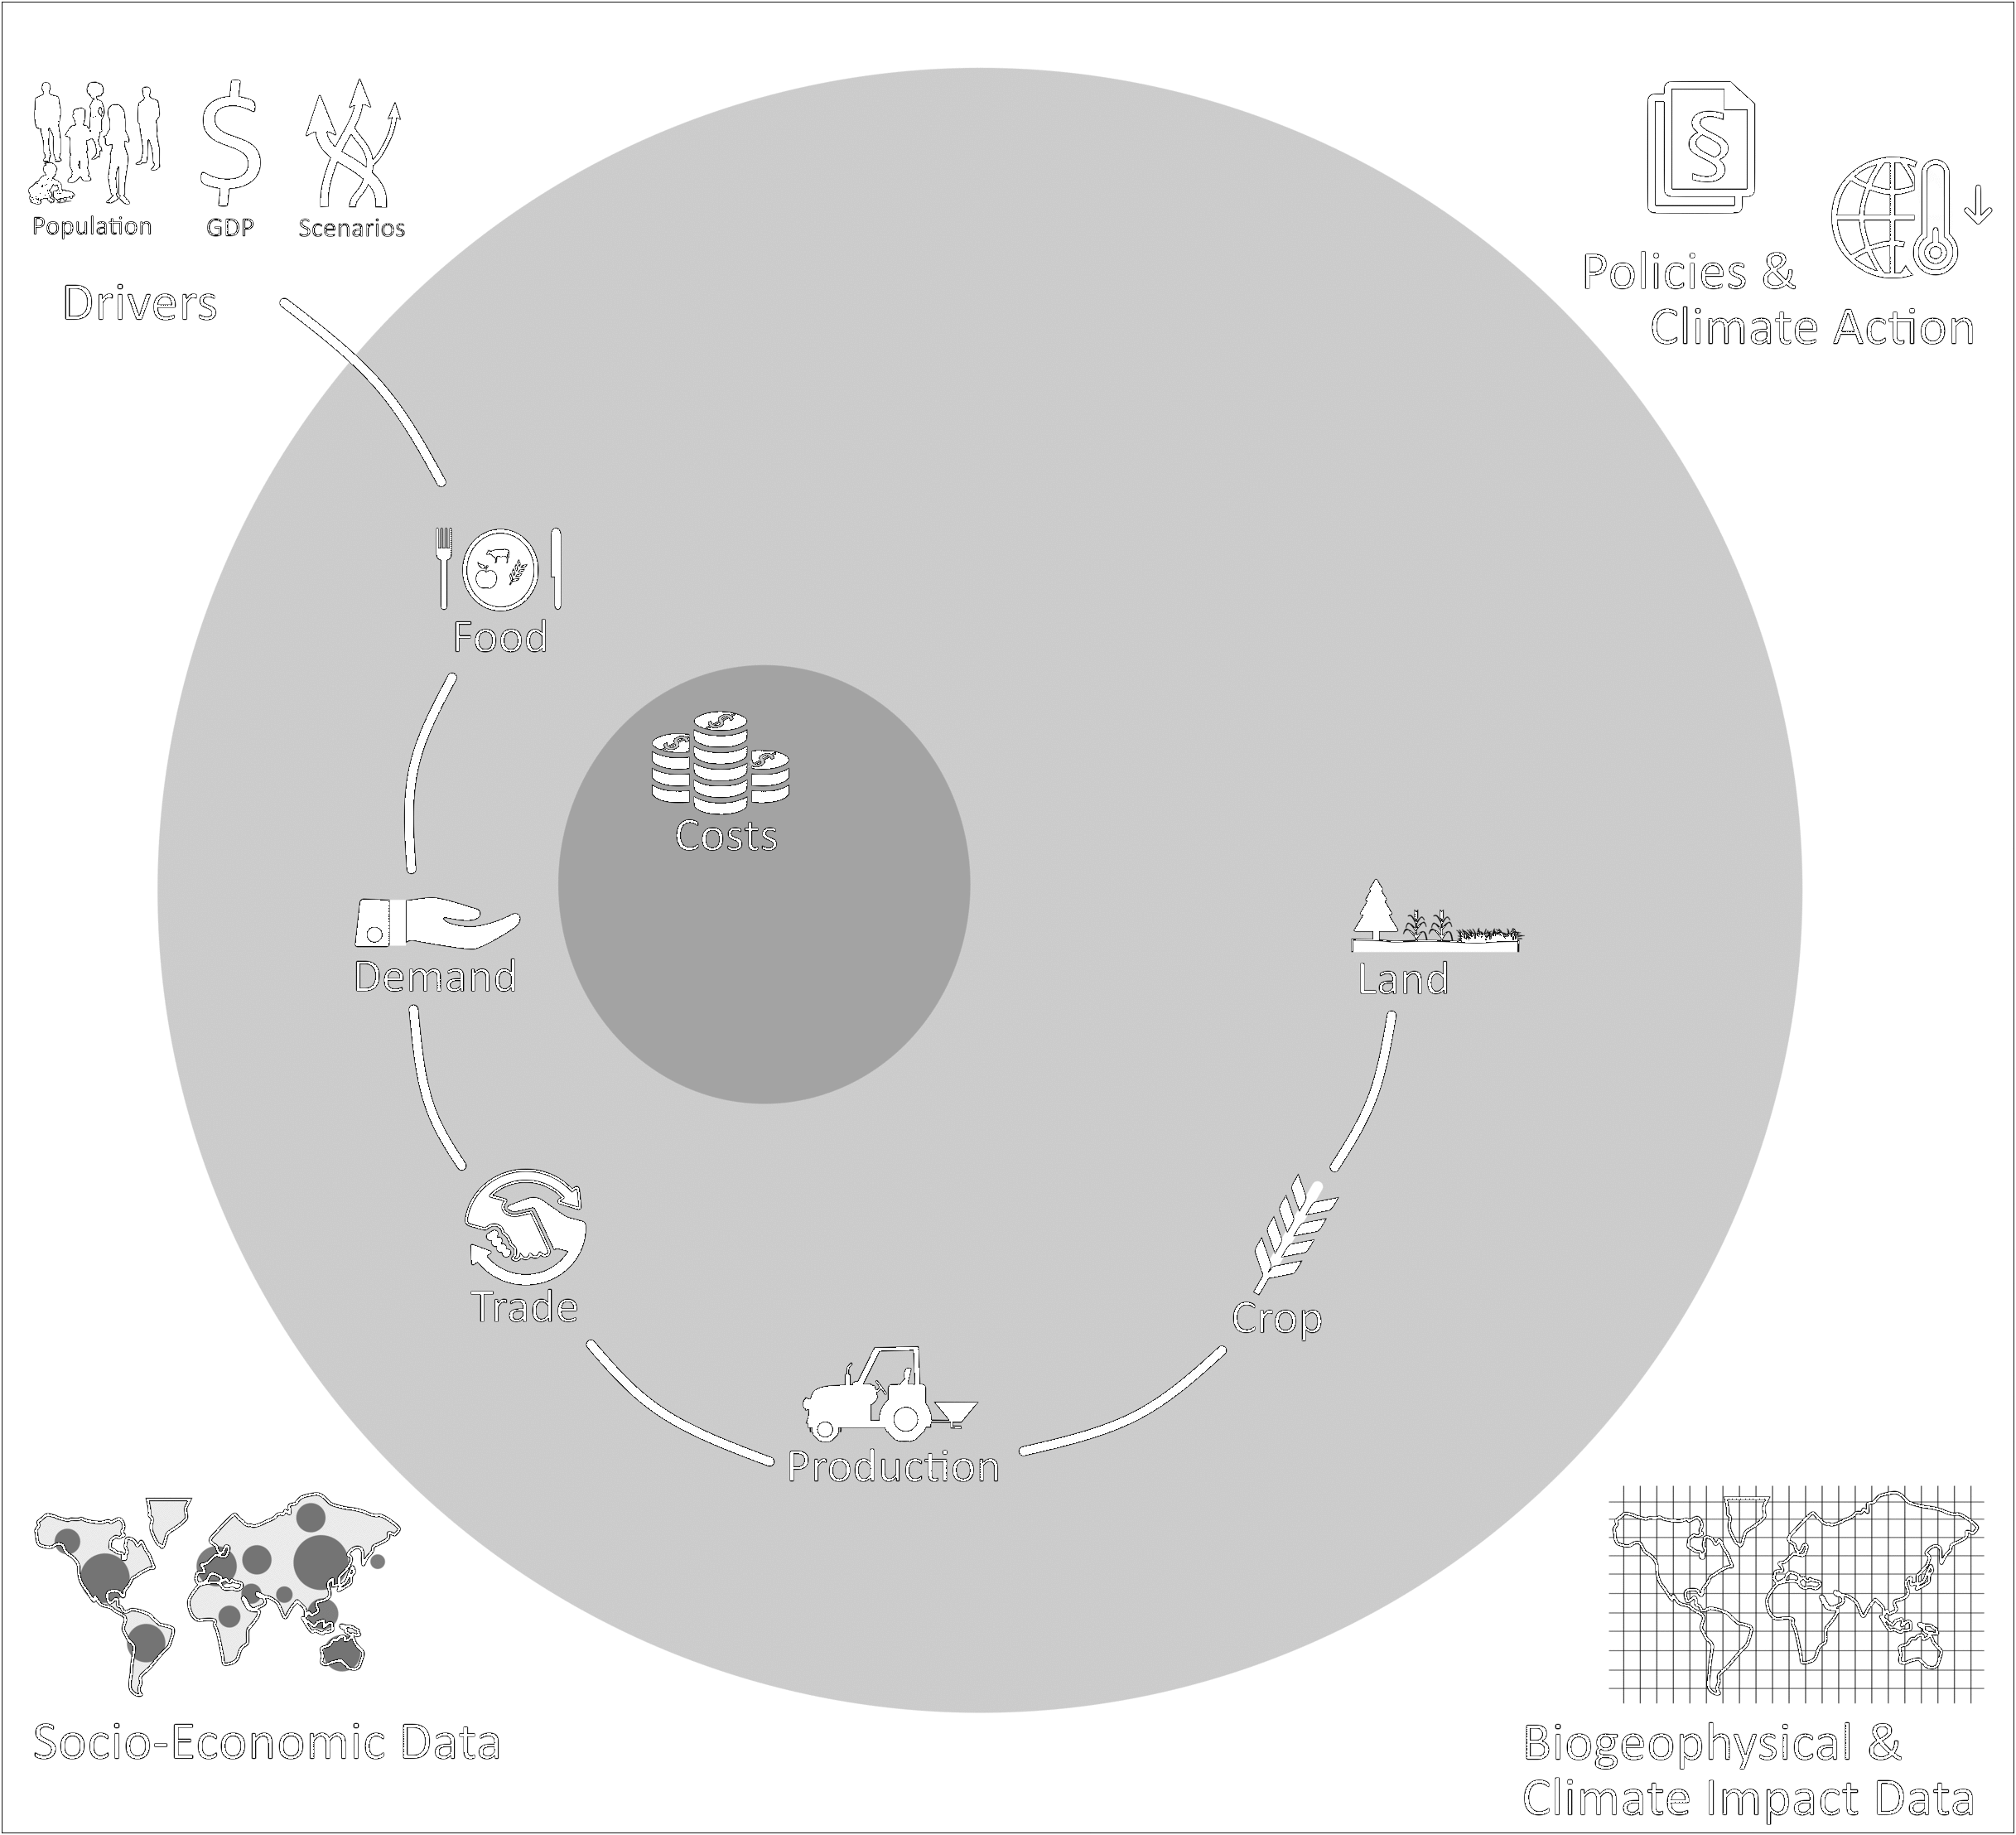 Population
GDP
Scenarios
Drivers
Policies &
Climate Action
Food
Costs
Demand
Land
Trade
Crop
Production
Socio-Economic Data
Biogeophysical &
Climate Impact Data